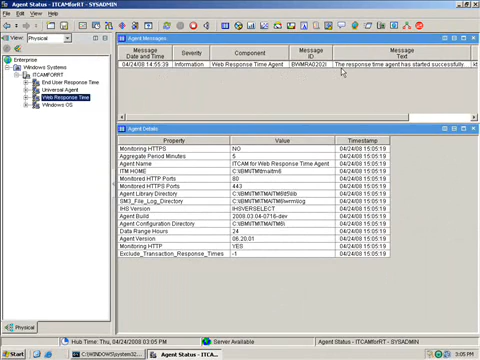 Agent Status - ITCAMforRT - SYSADMIN
File Edit View Help
View: Physical
Enterprise
Windows Systems
ITCAMFORRT
End User Response Time
Universal Agent
Web Response Time
Windows OS
Physical
Agent Messages
Message Date and Time Severity Component Message ID Message Text
04/24/08 14:55:39 Information Web Response Time Agent BWMRA0202I The response time agent has started successfully.
Agent Details
Property Value Timestamp
Monitoring HTTPS NO 04/24/08 15:05:19
Aggregate Period Minutes 5 04/24/08 15:05:19
Agent Name ITCAM for Web Response Time Agent 04/24/08 15:05:19
ITM HOME C:\IBM\ITM\tmaitm6 04/24/08 15:05:19
Monitored HTTP Ports 80 04/24/08 15:05:19
Monitored HTTPS Ports 443 04/24/08 15:05:19
Agent Library Directory 04/24/08 15:05:19
SM3_File_Log_Directory 04/24/08 15:05:19
IHS Version IHSVERSELECT 04/24/08 15:05:19
Agent Build 2008.03.04-0716-dev 04/24/08 15:05:19
Agent Configuration Directory C:\IBM\ITM\TMAITM6\ 04/24/08 15:05:19
Data Range Hours 24 04/24/08 15:05:19
Agent Version 06.20.01 04/24/08 15:05:19
Monitoring HTTP YES 04/24/08 15:05:19
Exclude_Transaction_Response_Times -1 04/24/08 15:05:19
Hub Time: Thu, 04/24/2008 03:05 PM Server Available Agent Status - ITCAMforRT - SYSADMIN
Start C:\WINDOWS\system32... Agent Status - ITCA... 3:05 PM